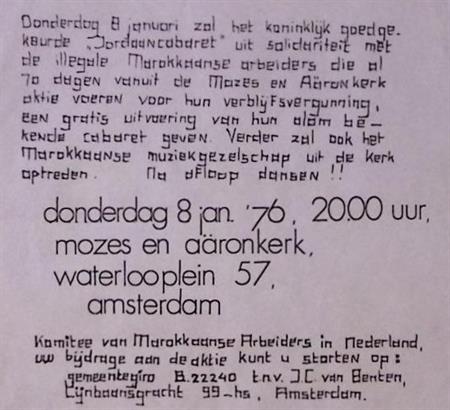 Donderdag 8 januari zal het koninklijk goedge-
keurde „Jordaancabaret" uit solidariteit met
de illegale Marokkaanse arbeiders die al
70 dagen vanuit de Mozes en Aäronkerk
aktie voeren voor hun verblijfsvergunning,
een gratis uitvoering van hun alom be-
kende cabaret geven. Verder zal ook het
Marokkaanse muziekgezelschap uit de kerk
optreden. Na afloop dansen !!
donderdag 8 jan. '76, 20.00 uur,
mozes en aäronkerk,
waterlooplein 57,
amsterdam
Komitee van Marokkaanse Arbeiders in Nederland,
uw bijdrage aan de aktie kunt u storten op:
gemeentegiro B.22240 t.n.v. J.C. van Benten,
Lijnbaansgracht 99-hs, Amsterdam.